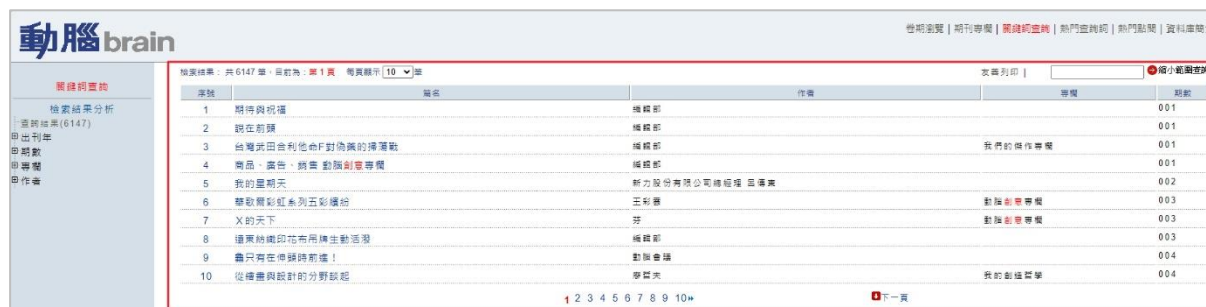 動腦brain
卷期瀏覽 | 期刊專欄 | 關鍵詞查詢 | 熱門查詢詞 | 熱門點閱 | 資料庫簡
關鍵詞查詢
檢索結果分析
查詢結果(6147)
出刊年
期數
專欄
作者
檢索結果： 共 6147 筆，目前為：第 1 頁 每頁顯示 10 筆
友善列印 | 縮小範圍查詢
序號 篇名 作者 專欄 期數
1 期待與祝福 編輯部 001
2 說在前頭 編輯部 001
3 台灣武田合利他命F對偽藥的掃蕩戰 編輯部 我們的傑作專欄 001
4 商品、廣告、銷售 動腦創意專欄 編輯部 001
5 我的星期天 新力股份有限公司總經理 002
6 華歌爾彩虹系列五彩繽紛 王彩 動腦創意專欄 003
7 X的天下 芬 動腦創意專欄 003
8 遠東紡織印花布吊牌生動活潑 編輯部 003
9 龜只有在伸頭時前進！ 動腦會議 004
10 從繪畫與設計的分野談起 廖哲夫 我的創造哲學 004
1 2 3 4 5 6 7 8 9 10
下一頁